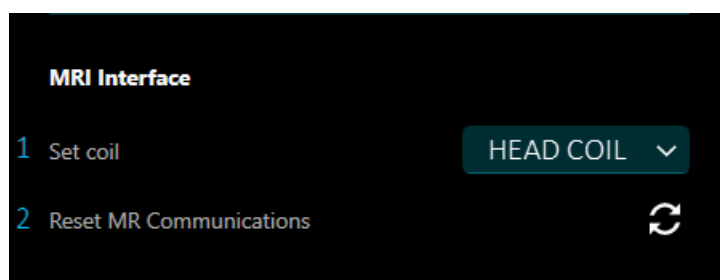 MRI Interface
1 Set coil HEAD COIL
2 Reset MR Communications